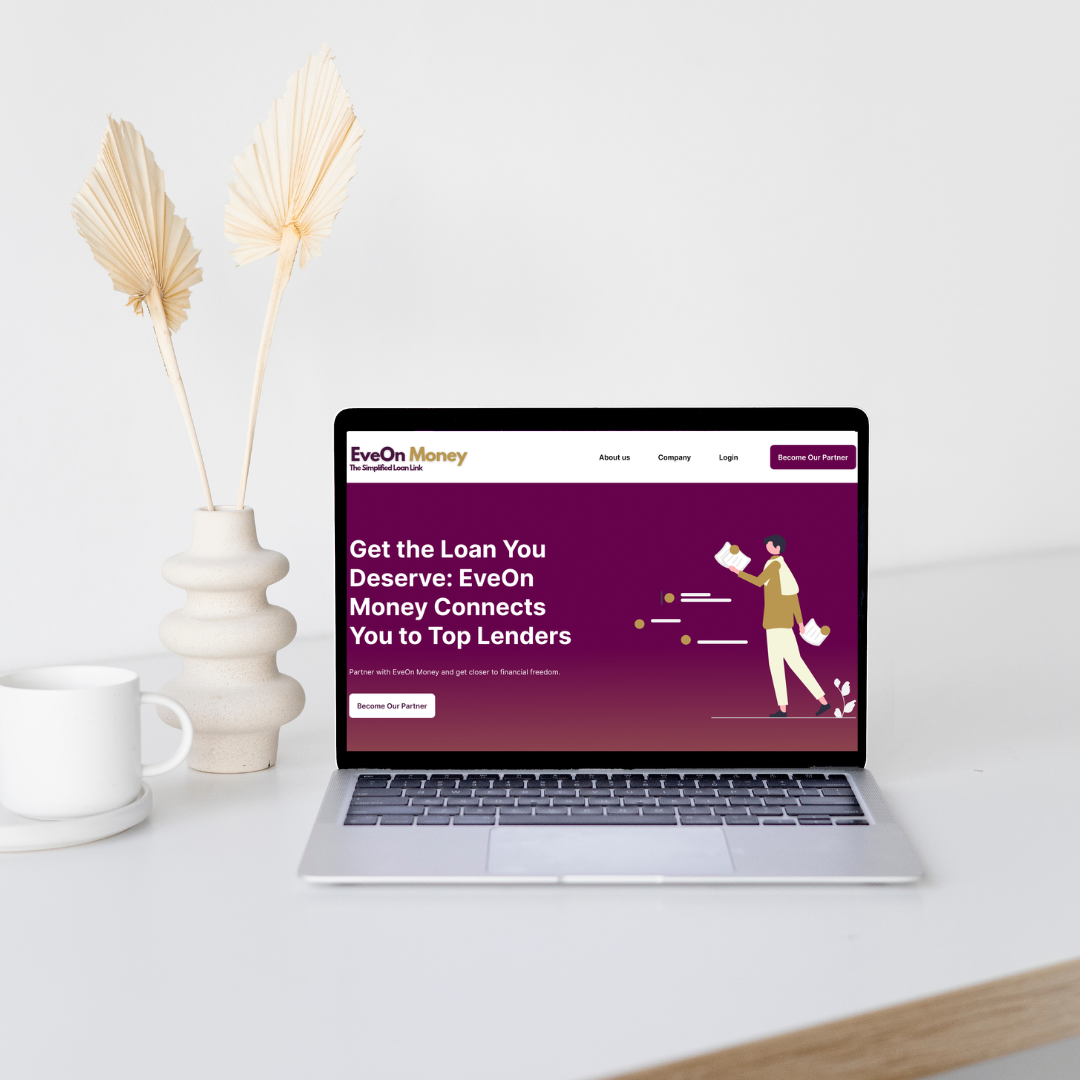 EveOn Money
The Simplified Loan Link
About us
Company
Login
Become Our Partner
Get the Loan You
Deserve: EveOn
Money Connects
You to Top Lenders
Partner with EveOn Money and get closer to financial freedom.
Become Our Partner